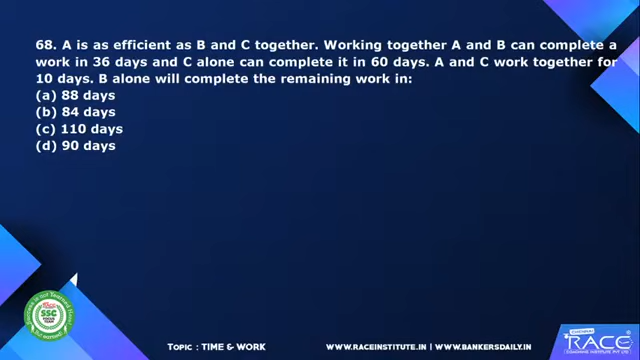 68. A is as efficient as B and C together. Working together A and B can complete a
work in 36 days and C alone can complete it in 60 days. A and C work together for
10 days. B alone will complete the remaining work in:
(a) 88 days
(b) 84 days
(c) 110 days
(d) 90 days
SSC
RACE
TOPIC : TIME & WORK
WWW.RACEINSTITUTE.IN | WWW.BANKERSDAILY.IN